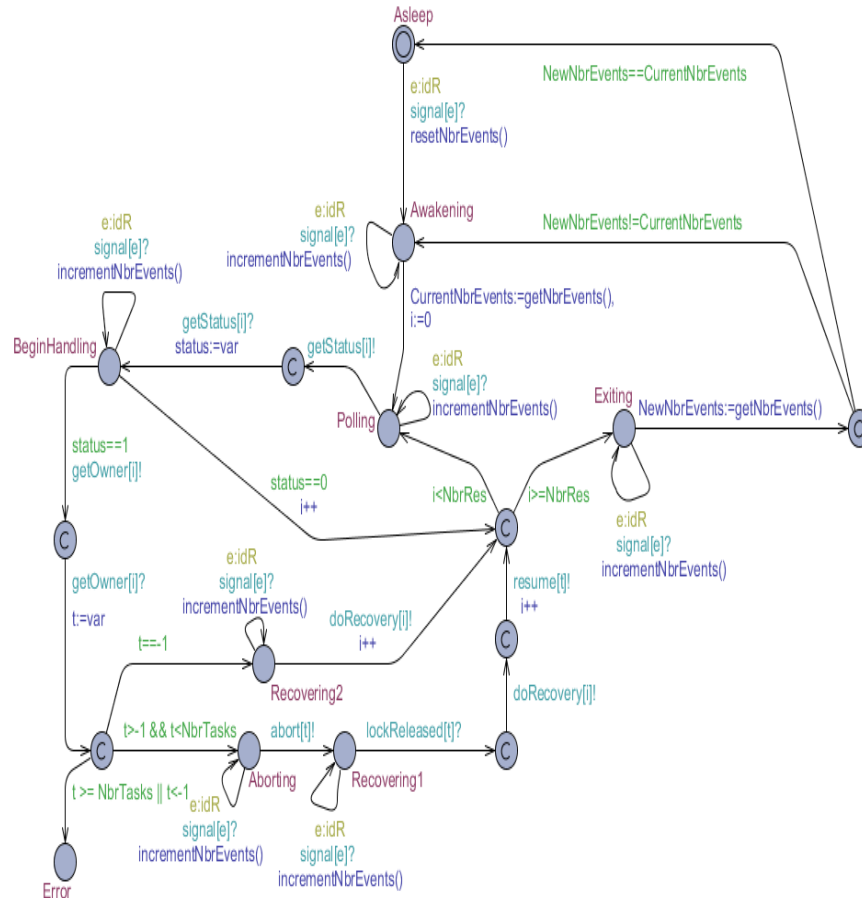 Asleep
NewNbrEvents==CurrentNbrEvents
e:idR
signal[e]?
resetNbrEvents()
e:idR
signal[e]?
incrementNbrEvents()
Awakening
NewNbrEvents!=CurrentNbrEvents
e:idR
signal[e]?
incrementNbrEvents()
CurrentNbrEvents:=getNbrEvents(),
i:=0
BeginHandling
getStatus[i]?
status:=var
C
getStatus[i]!
e:idR
signal[e]?
incrementNbrEvents()
Polling
Exiting
NewNbrEvents:=getNbrEvents()
C
status==1
getOwner[i]!
status==0
i++
i<NbrRes
i>=NbrRes
C
C
e:idR
signal[e]?
incrementNbrEvents()
getOwner[i]?
t:=var
e:idR
signal[e]?
incrementNbrEvents()
resume[t]!
i++
t==-1
doRecovery[i]!
i++
C
Recovering2
doRecovery[i]!
C
t>-1 && t<NbrTasks
abort[t]!
lockReleased[t]?
C
Aborting
Recovering1
t >= NbrTasks || t<-1
e:idR
signal[e]?
incrementNbrEvents()
e:idR
signal[e]?
incrementNbrEvents()
Error